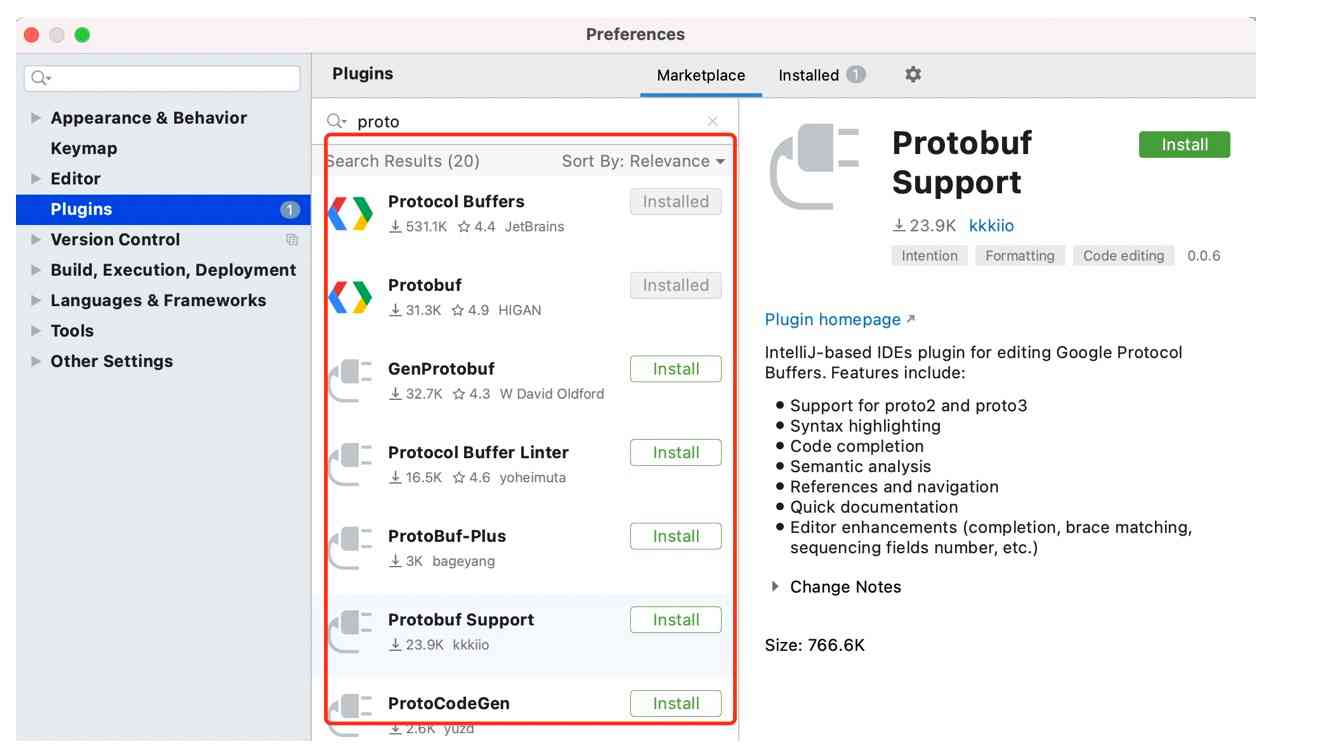 Preferences
Appearance & Behavior
Keymap
Editor
Plugins 1
Version Control
Build, Execution, Deployment
Languages & Frameworks
Tools
Other Settings
Plugins Marketplace Installed 1
proto
Search Results (20) Sort By: Relevance
Protocol Buffers Installed
531.1K 4.4 JetBrains
Protobuf Installed
31.3K 4.9 HIGAN
GenProtobuf Install
32.7K 4.3 W David Oldford
Protocol Buffer Linter Install
16.5K 4.6 yoheimuta
ProtoBuf-Plus Install
3K bageyang
Protobuf Support Install
23.9K kkkiio
ProtoCodeGen Install
2.6K yuzd
Protobuf Install
Support
23.9K kkkiio
Intention Formatting Code editing 0.0.6
Plugin homepage ↗
IntelliJ-based IDEs plugin for editing Google Protocol
Buffers. Features include:
• Support for proto2 and proto3
• Syntax highlighting
• Code completion
• Semantic analysis
• References and navigation
• Quick documentation
• Editor enhancements (completion, brace matching,
sequencing fields number, etc.)
Change Notes
Size: 766.6K